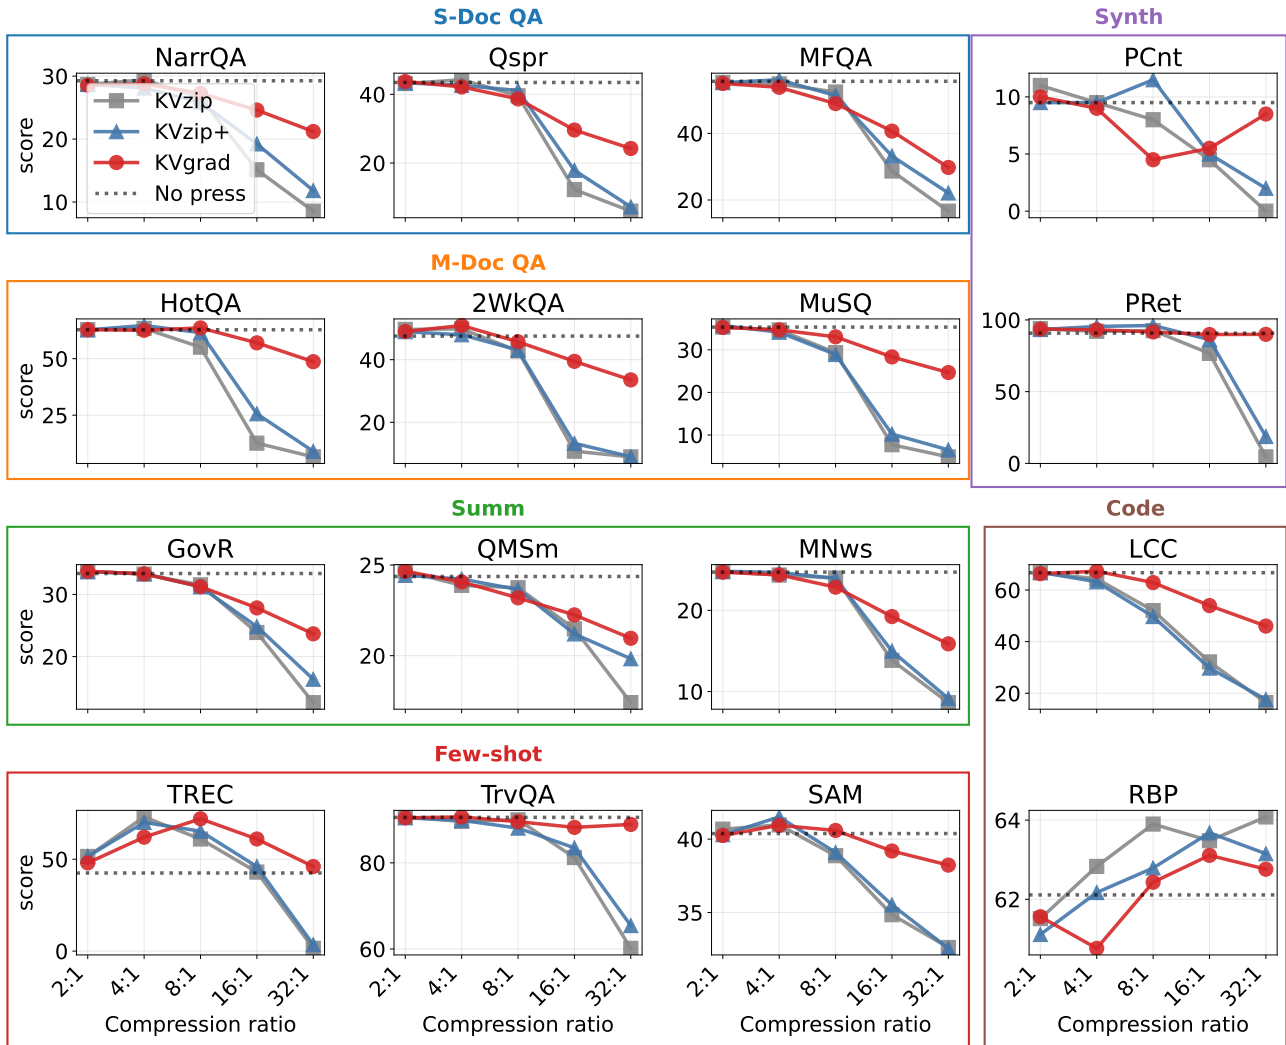 S-Doc QA
Synth
NarrQA
Qspr
MFQA
PCnt
score
30
20
10
KVzip
KVzip+
KVgrad
No press
40
20
40
20
10
5
0
M-Doc QA
HotQA
2WkQA
MuSQ
PRet
score
50
25
40
20
30
20
10
100
50
0
Summ
Code
GovR
QMSm
MNws
LCC
score
30
20
25
20
20
10
60
40
20
Few-shot
TREC
TrvQA
SAM
RBP
score
50
0
80
60
40
35
64
62
2:1 4:1 8:1 16:1 32:1
2:1 4:1 8:1 16:1 32:1
2:1 4:1 8:1 16:1 32:1
2:1 4:1 8:1 16:1 32:1
Compression ratio
Compression ratio
Compression ratio
Compression ratio